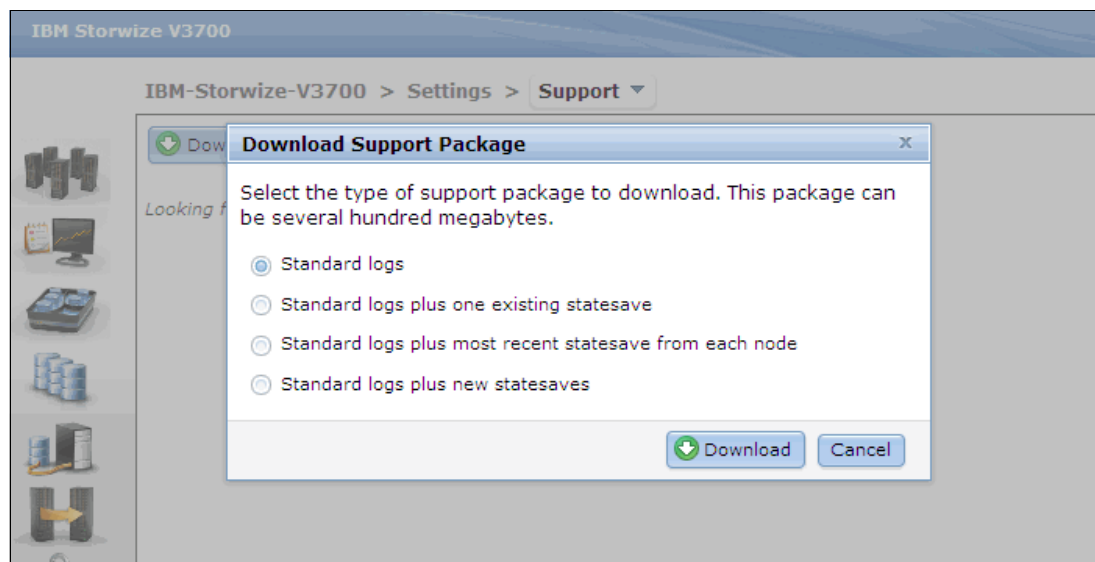 IBM Storwize V3700
IBM-Storwize-V3700 > Settings > Support
Dow
Download Support Package
x
Looking f
Select the type of support package to download. This package can
be several hundred megabytes.
Standard logs
Standard logs plus one existing statesave
Standard logs plus most recent statesave from each node
Standard logs plus new statesaves
Download
Cancel